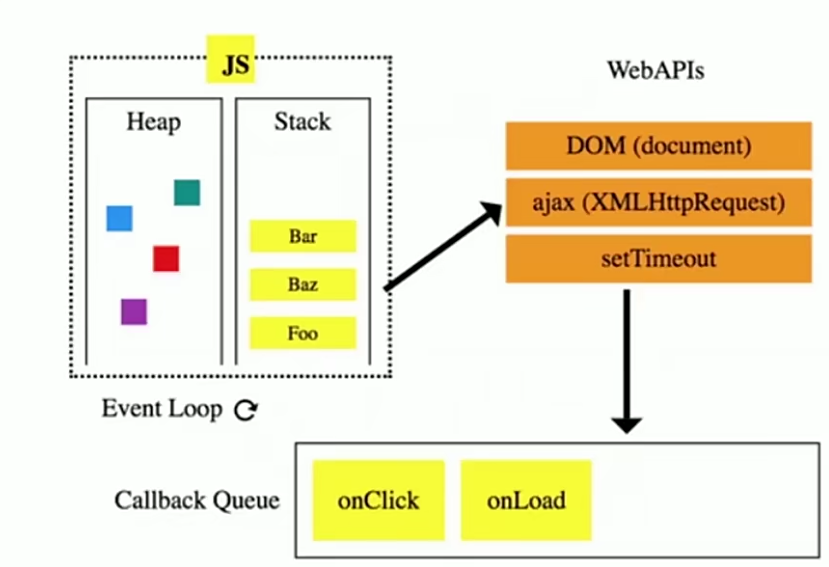 JS
WebAPIs
Heap
Stack
DOM (document)
ajax (XMLHttpRequest)
setTimeout
Bar
Baz
Foo
Event Loop
Callback Queue
onClick
onLoad